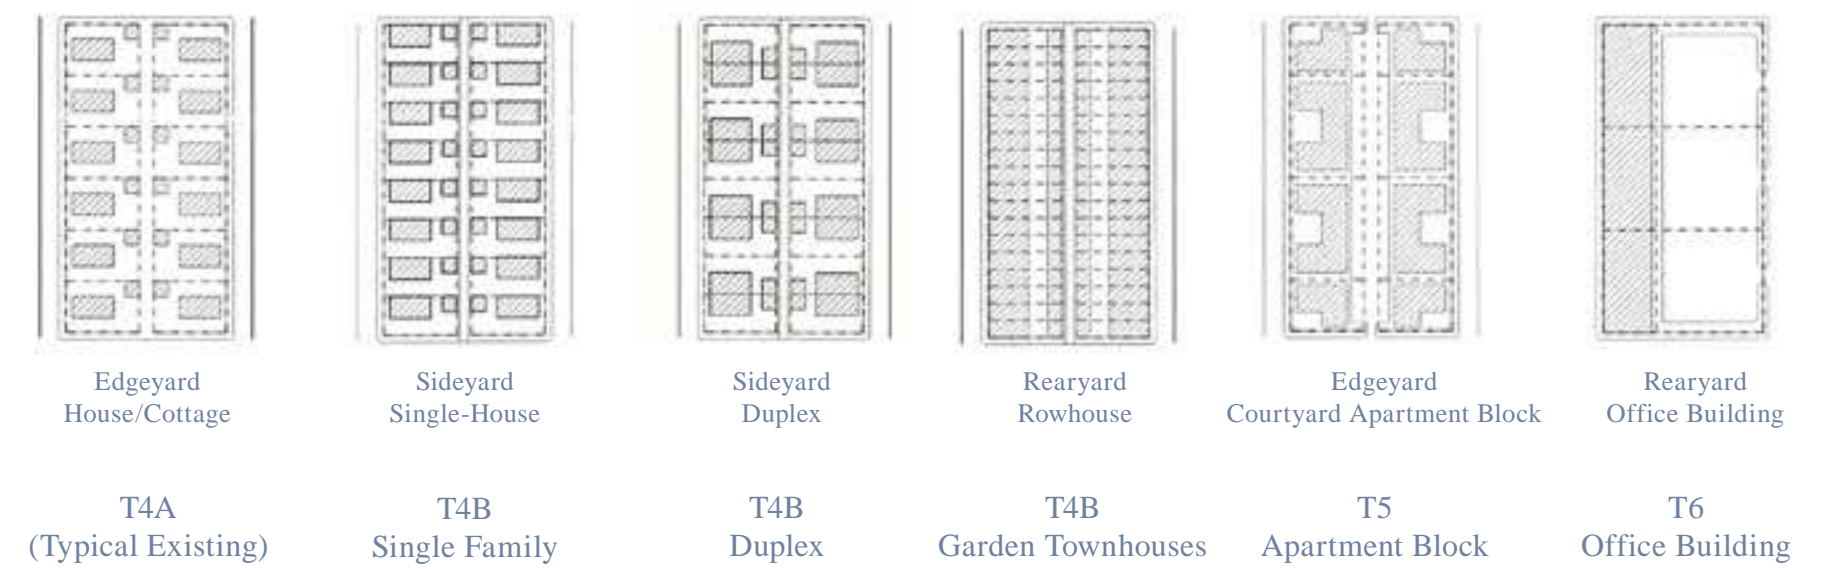 Edgeyard
House/Cottage
Sideyard
Single-House
Sideyard
Duplex
Rearyard
Rowhouse
Edgeyard
Courtyard Apartment Block
Rearyard
Office Building
T4A
(Typical Existing)
T4B
Single Family
T4B
Duplex
T4B
Garden Townhouses
T5
Apartment Block
T6
Office Building